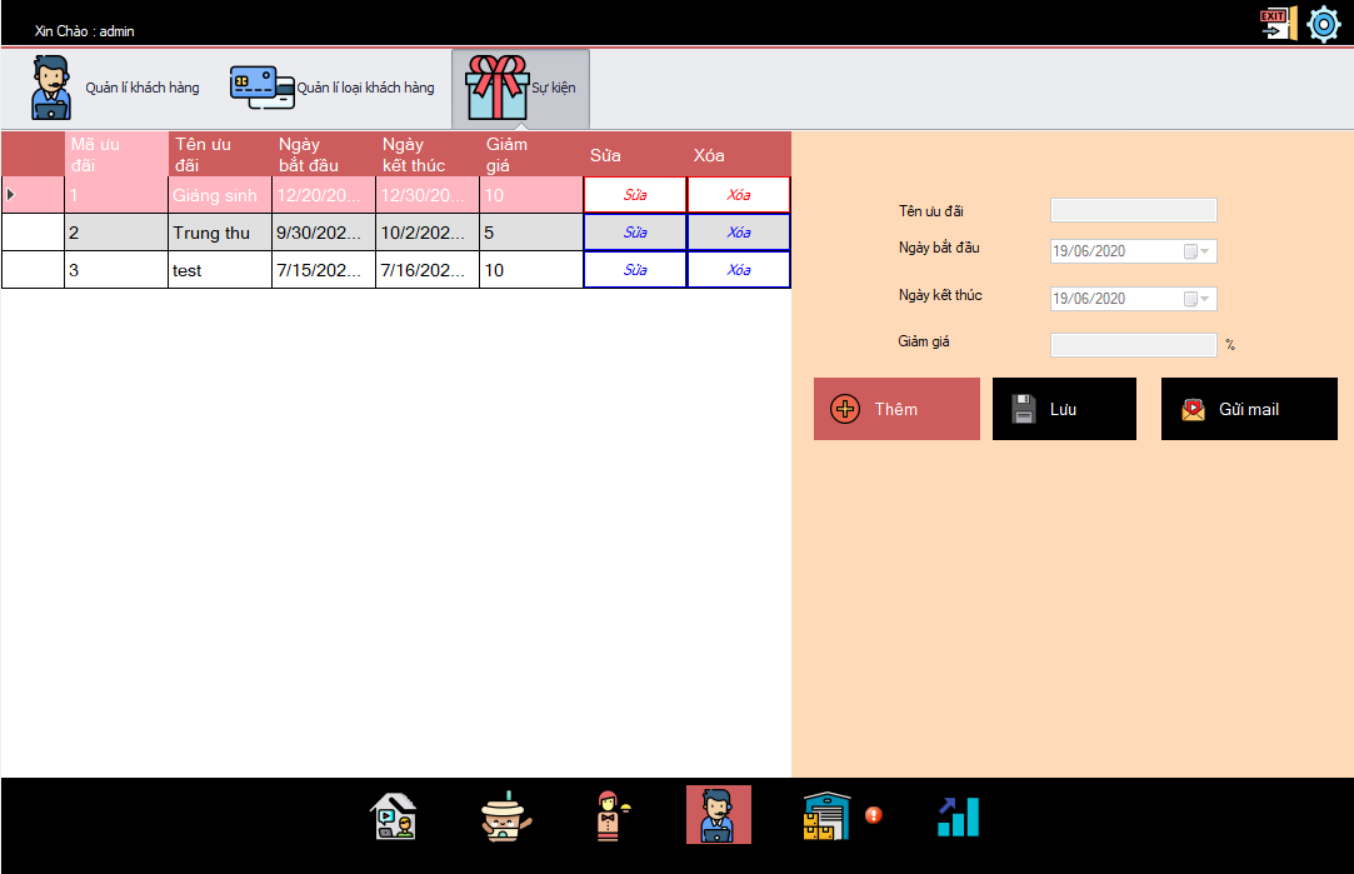 EXIT
Xin Chào : admin
Quản lí khách hàng
Quản lí loại khách hàng
Sự kiện
Mã ưu đãi Tên ưu đãi Ngày bắt đầu Ngày kết thúc Giảm giá Sửa Xóa
1 Giáng sinh 12/20/20... 12/30/20... 10 Sửa Xóa
2 Trung thu 9/30/202... 10/2/202... 5 Sửa Xóa
3 test 7/15/202... 7/16/202... 10 Sửa Xóa
Tên ưu đãi
Ngày bắt đầu 19/06/2020
Ngày kết thúc 19/06/2020
Giảm giá %
Thêm Lưu Gửi mail